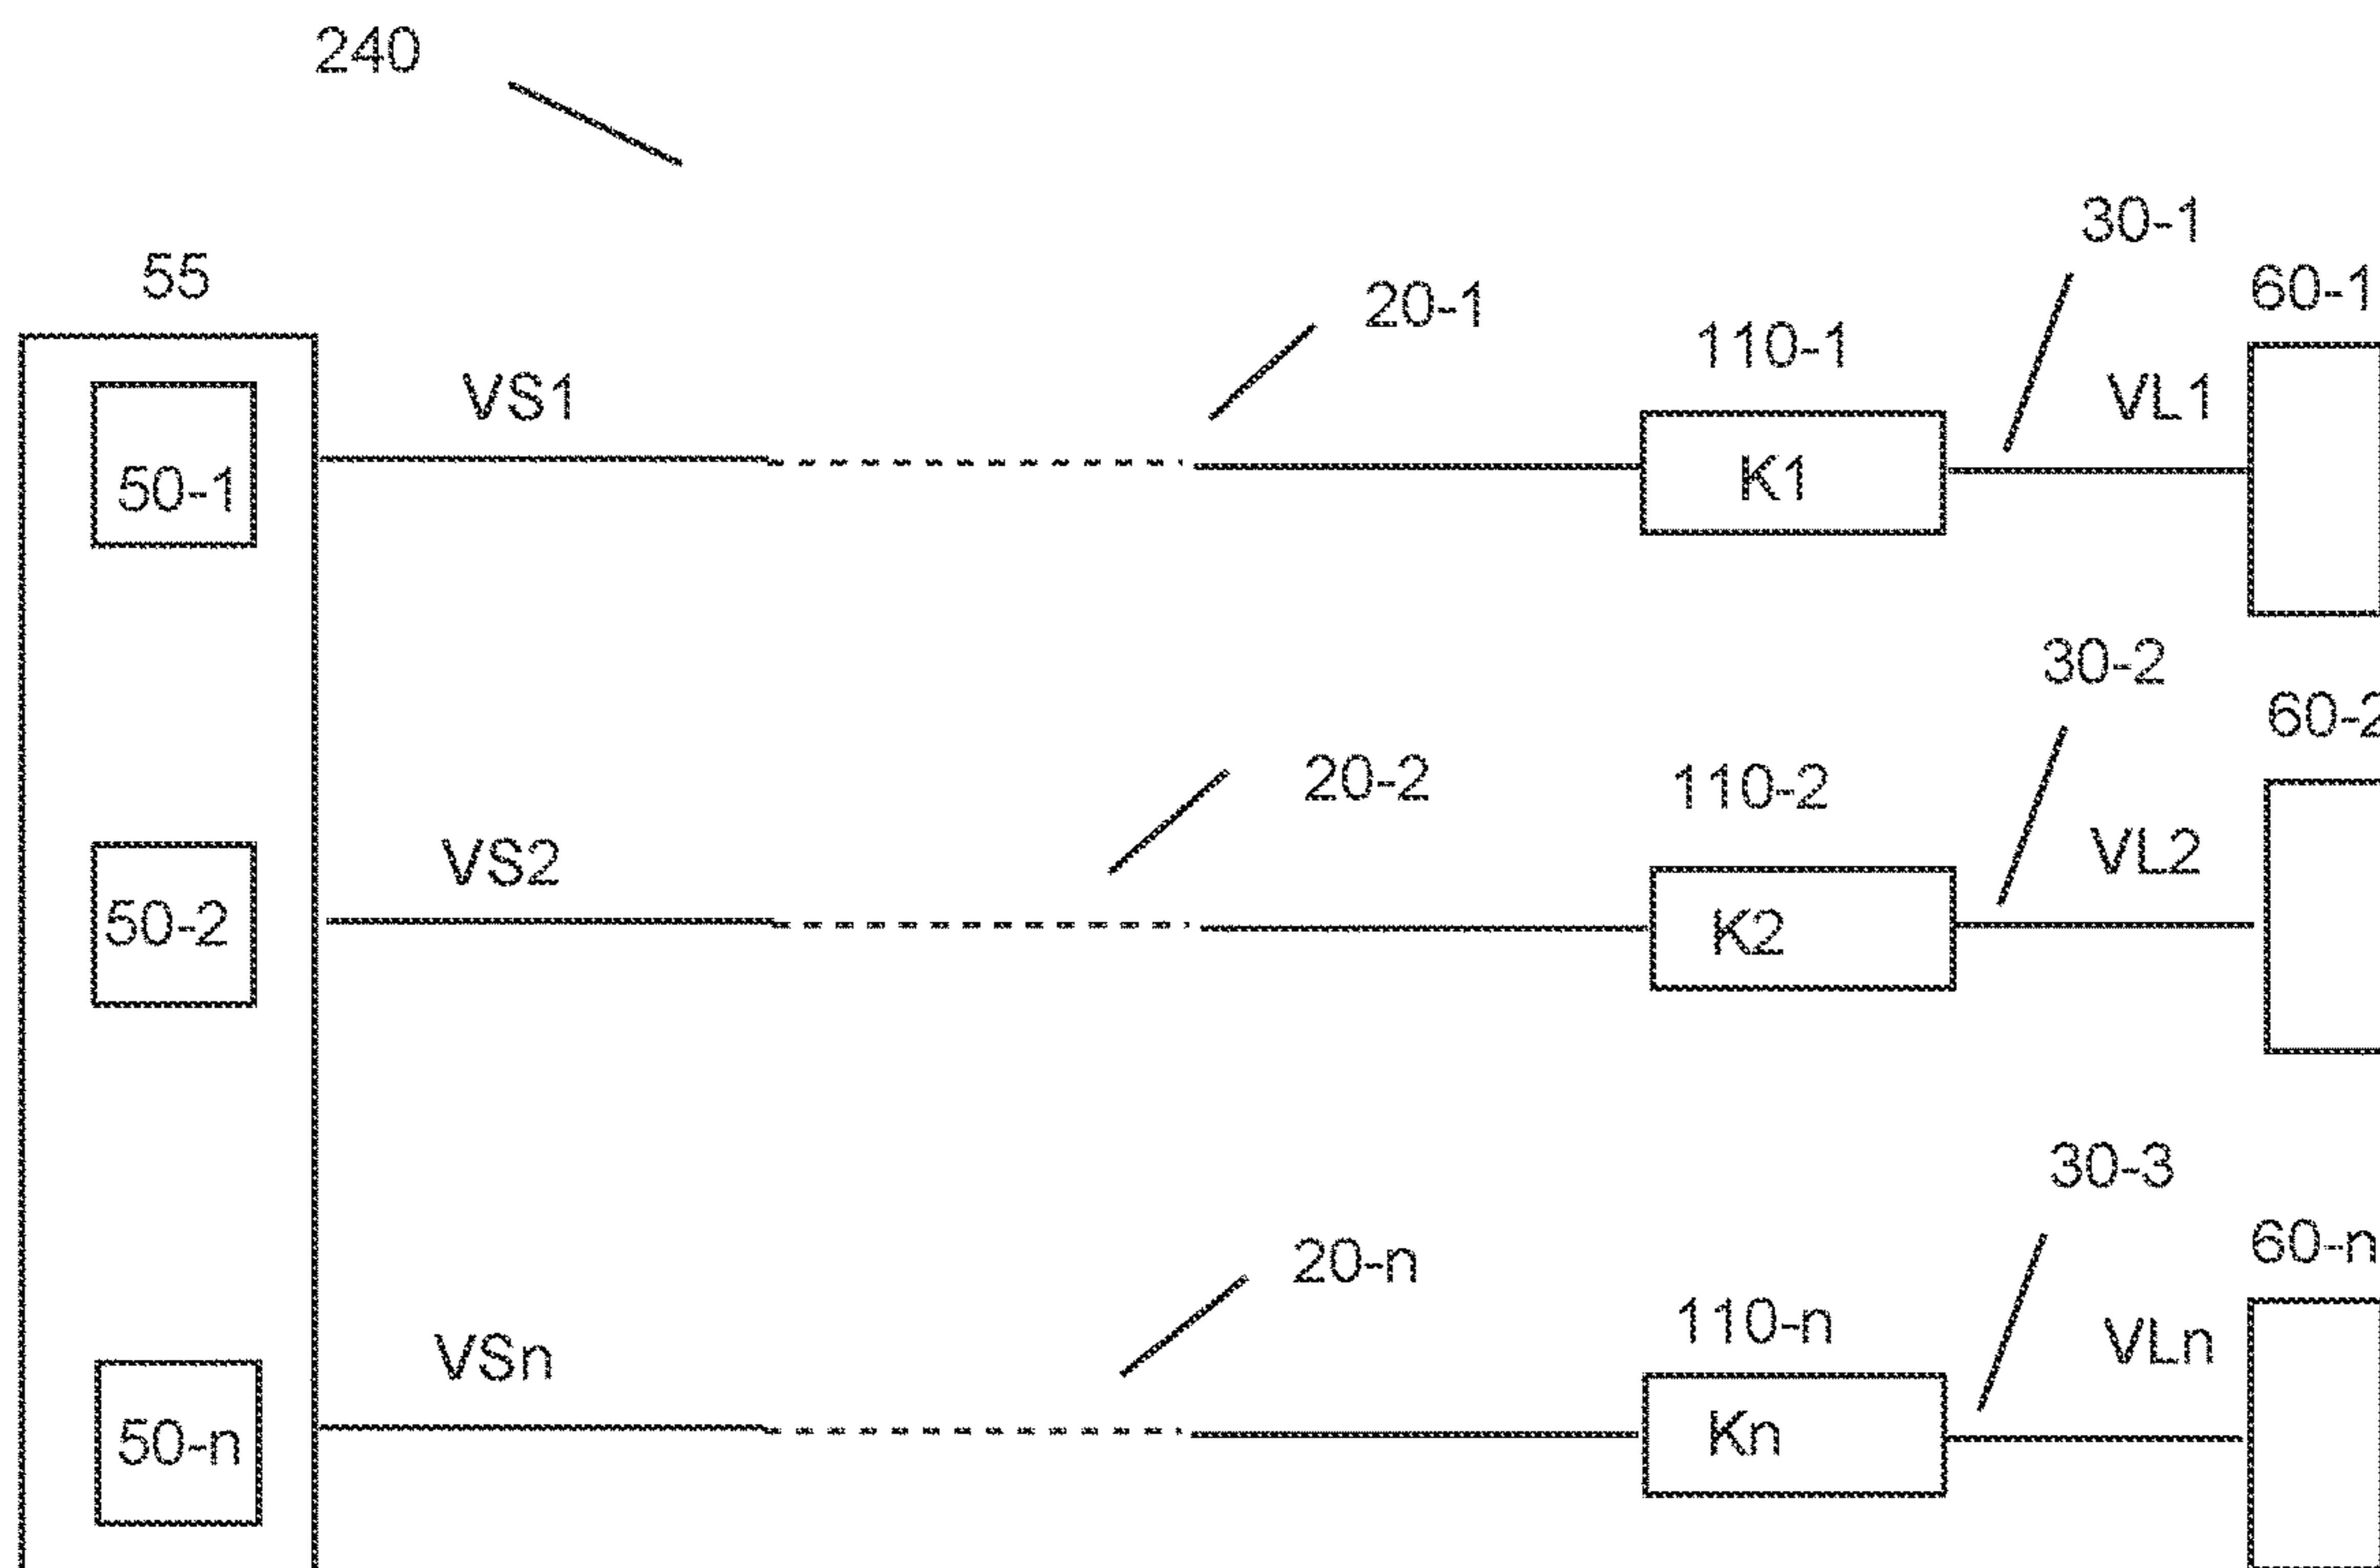 240
30-1
55
20-1
60-1
110-1
VS1
VL1
50-1
K1
30-2
60-2
20-2
110-2
VS2
VL2
50-2
K2
30-3
20-n
60-n
110-n
VSn
VLn
50-n
Kn